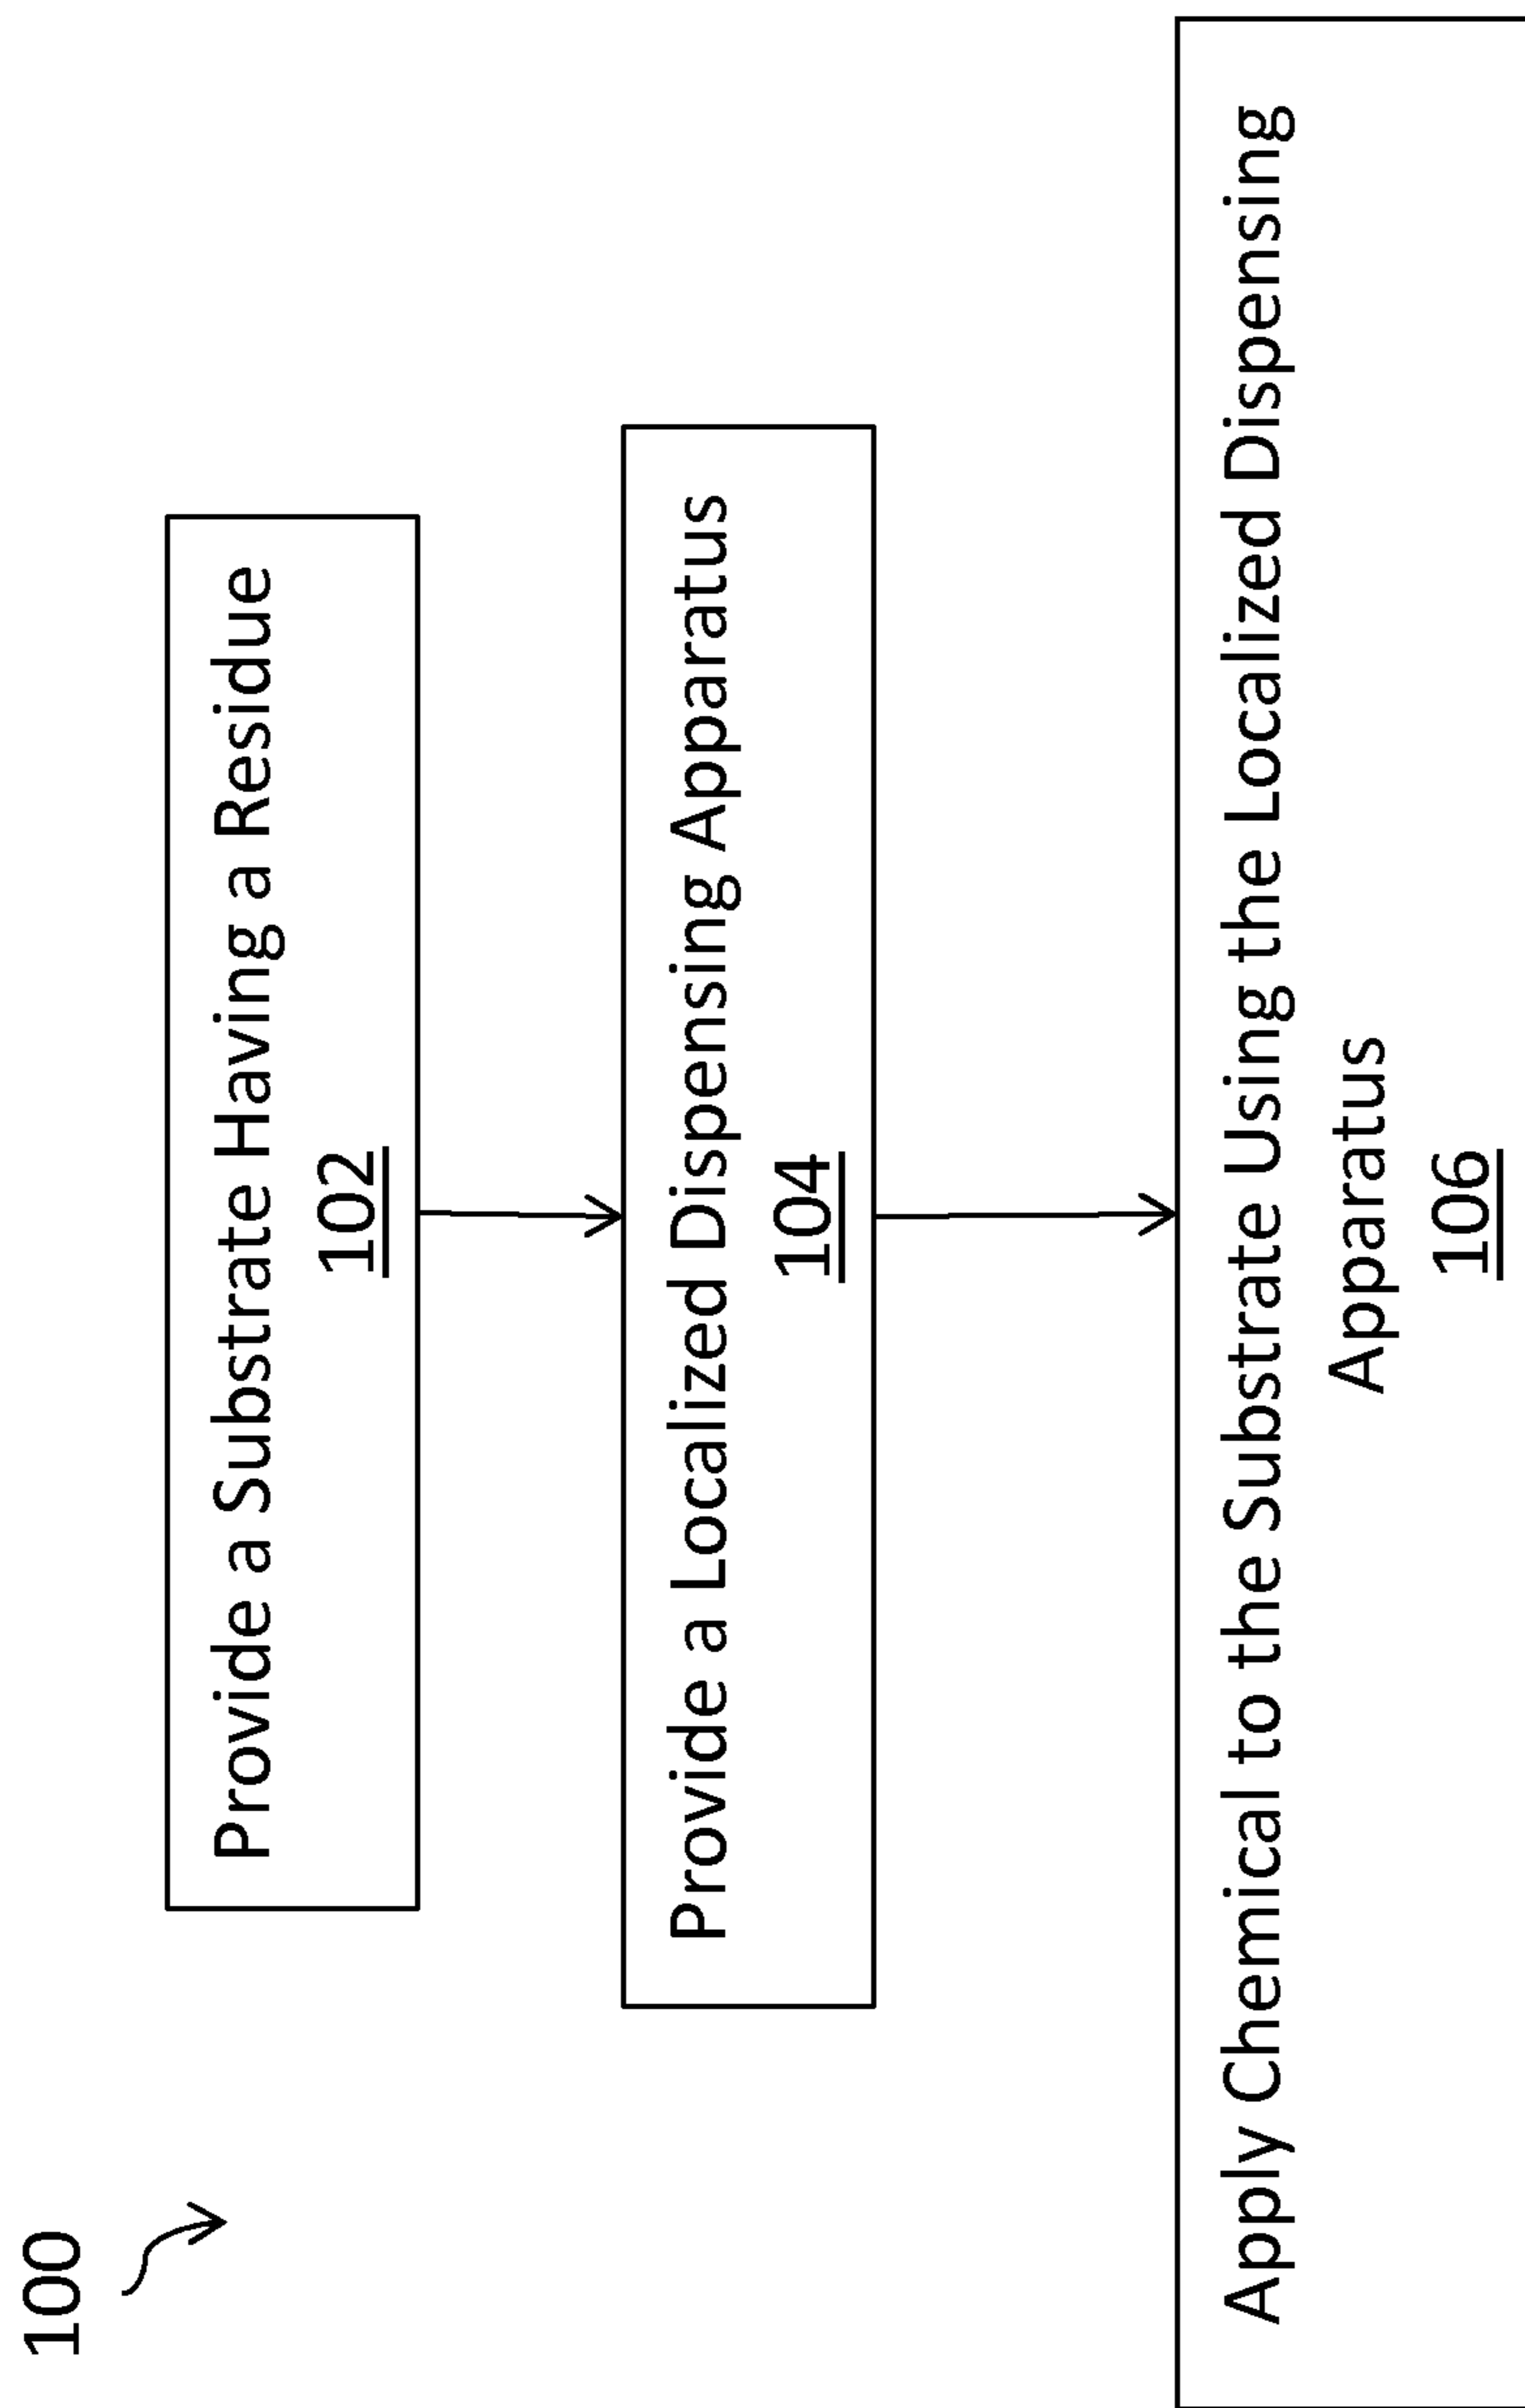 100
Provide a Substrate Having a Residue
102
Provide a Localized Dispensing Apparatus
104
Apply Chemical to the Substrate Using the Localized Dispensing
Apparatus
106